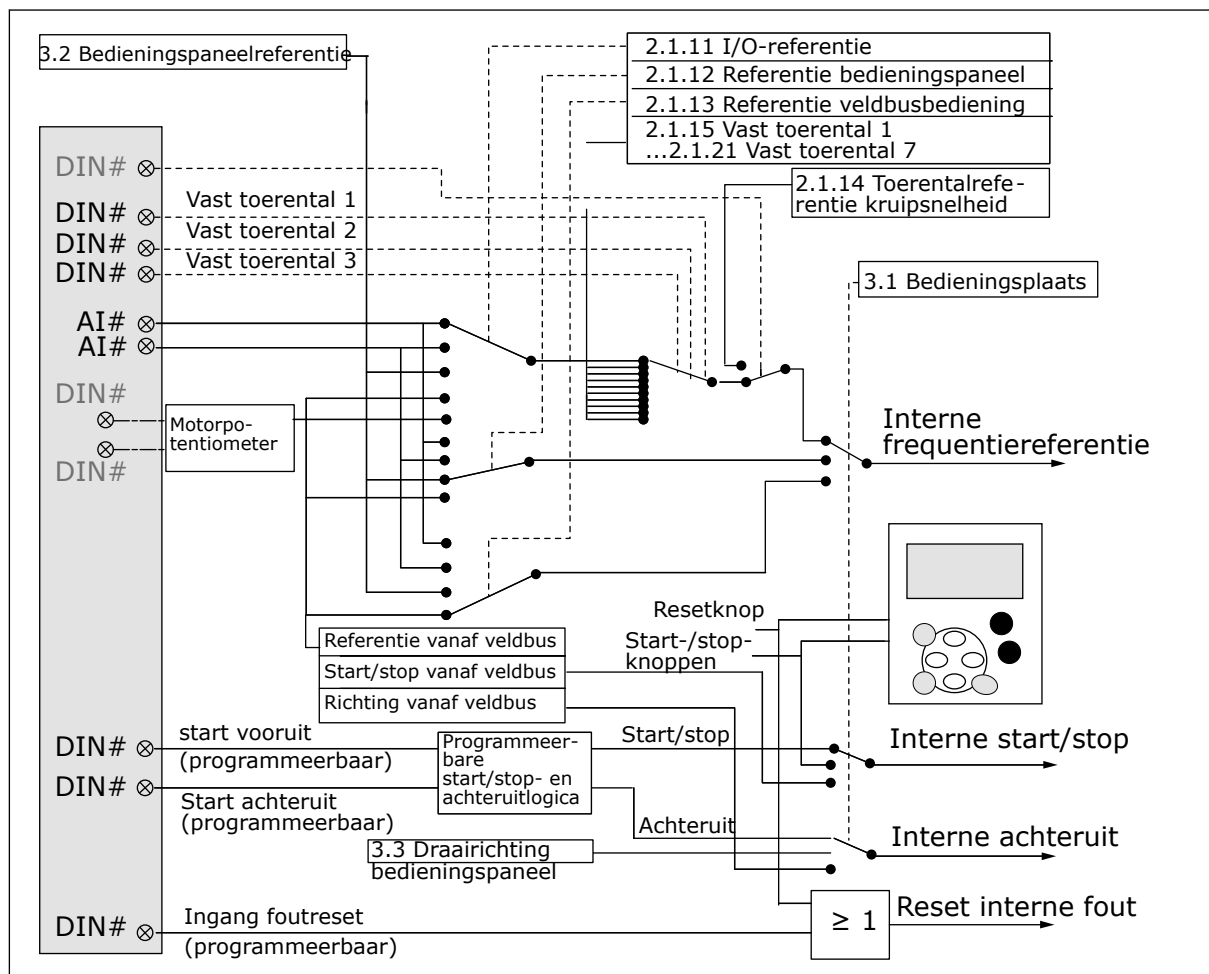 3.2 Bedieningspaneelreferentie
2.1.11 I/O-referentie
2.1.12 Referentie bedieningspaneel
2.1.13 Referentie veldbusbediening
2.1.15 Vast toerental 1
...2.1.21 Vast toerental 7
2.1.14 Toerentalrefe-
rentie kruipsnelheid
3.1 Bedieningsplaats
DIN#
DIN#
Vast toerental 1
DIN#
Vast toerental 2
DIN#
Vast toerental 3
AI#
AI#
DIN#
Motorpo-
tentiometer
DIN#
Interne
frequentiereferentie
Resetknop
Start-/stop-
knoppen
Referentie vanaf veldbus
Start/stop vanaf veldbus
Richting vanaf veldbus
DIN#
start vooruit
(programmeerbaar)
DIN#
Start achteruit
(programmeerbaar)
Programmeer-
bare
start/stop- en
achteruitlogica
Start/stop
Interne start/stop
Achteruit
Interne achteruit
3.3 Draairichting
bedieningspaneel
DIN#
Ingang foutreset
(programmeerbaar)
≥ 1
Reset interne fout